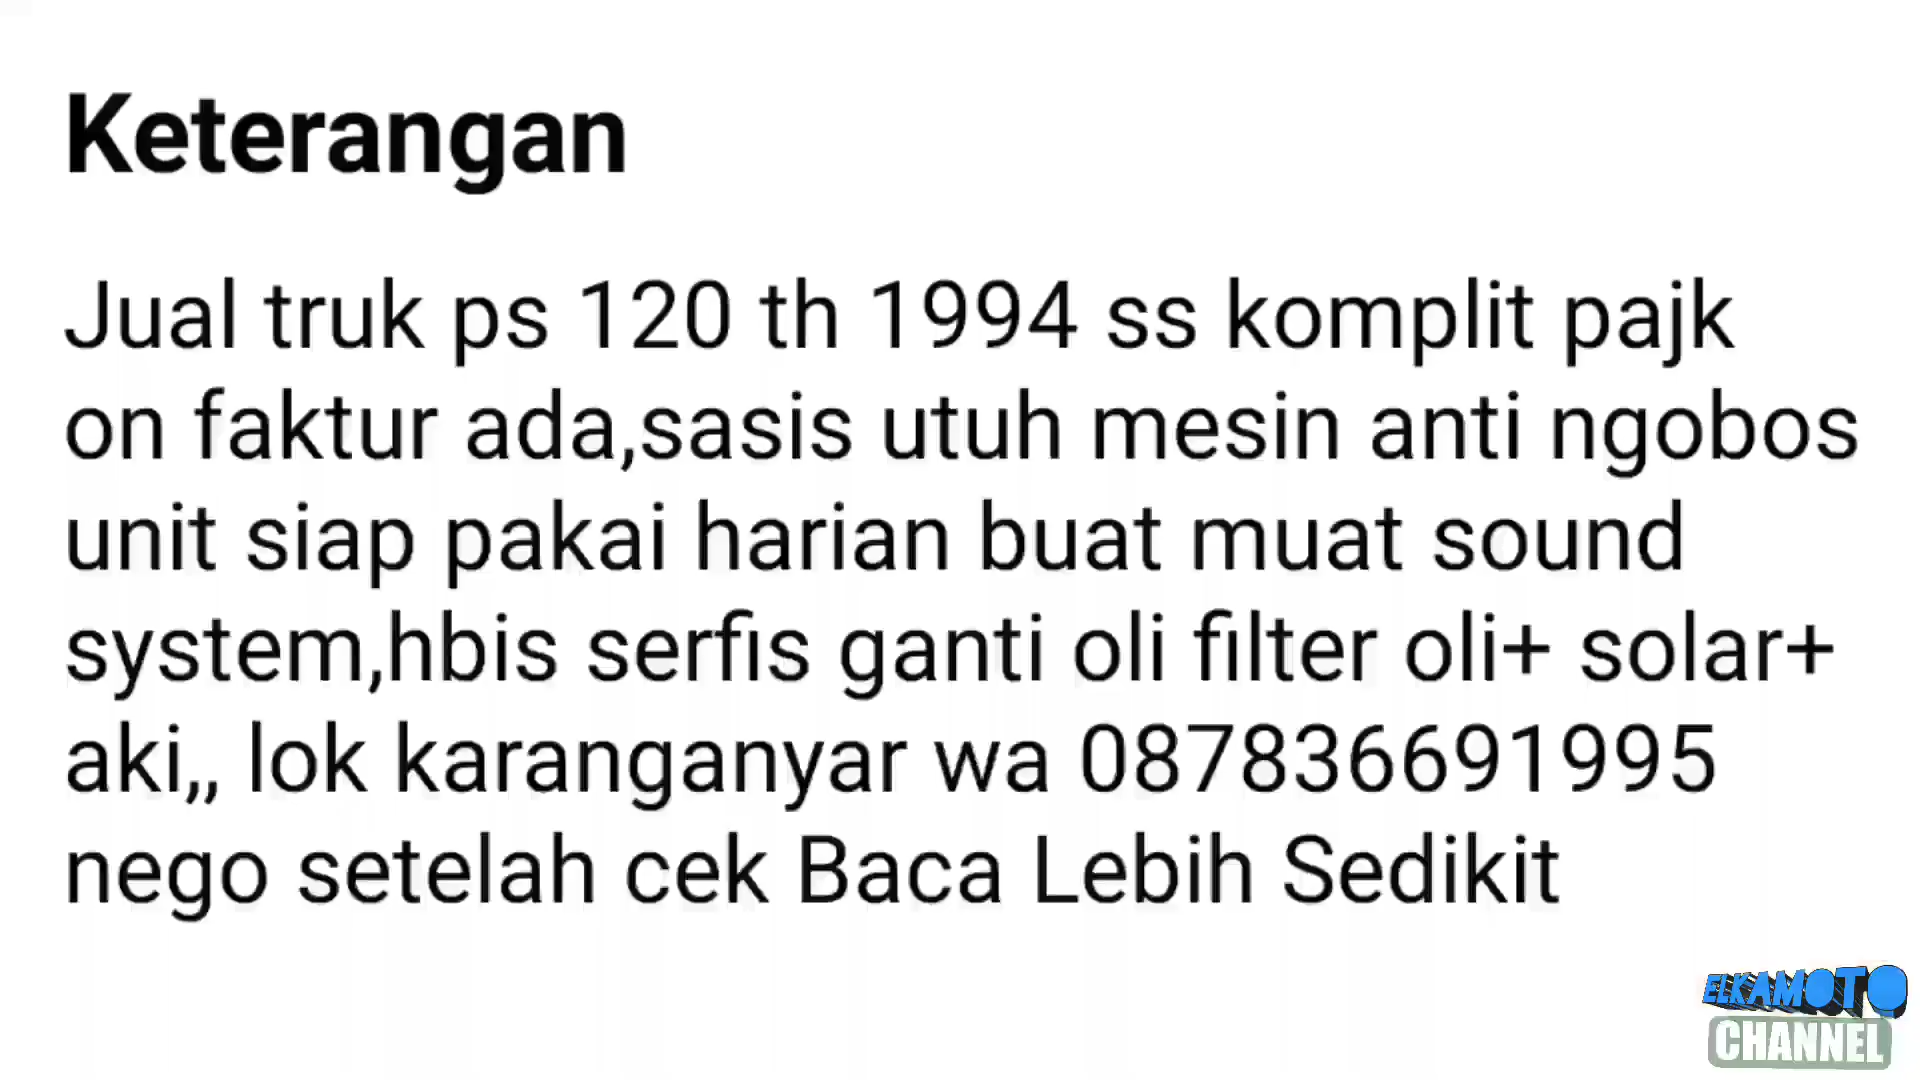 Keterangan
Jual truk ps 120 th 1994 ss komplit pajk
on faktur ada,sasis utuh mesin anti ngobos
unit siap pakai harian buat muat sound
system,hbis serfis ganti oli filter oli+ solar+
aki,, lok karanganyar wa 087836691995
nego setelah cek Baca Lebih Sedikit
ELKAMOTO
CHANNEL